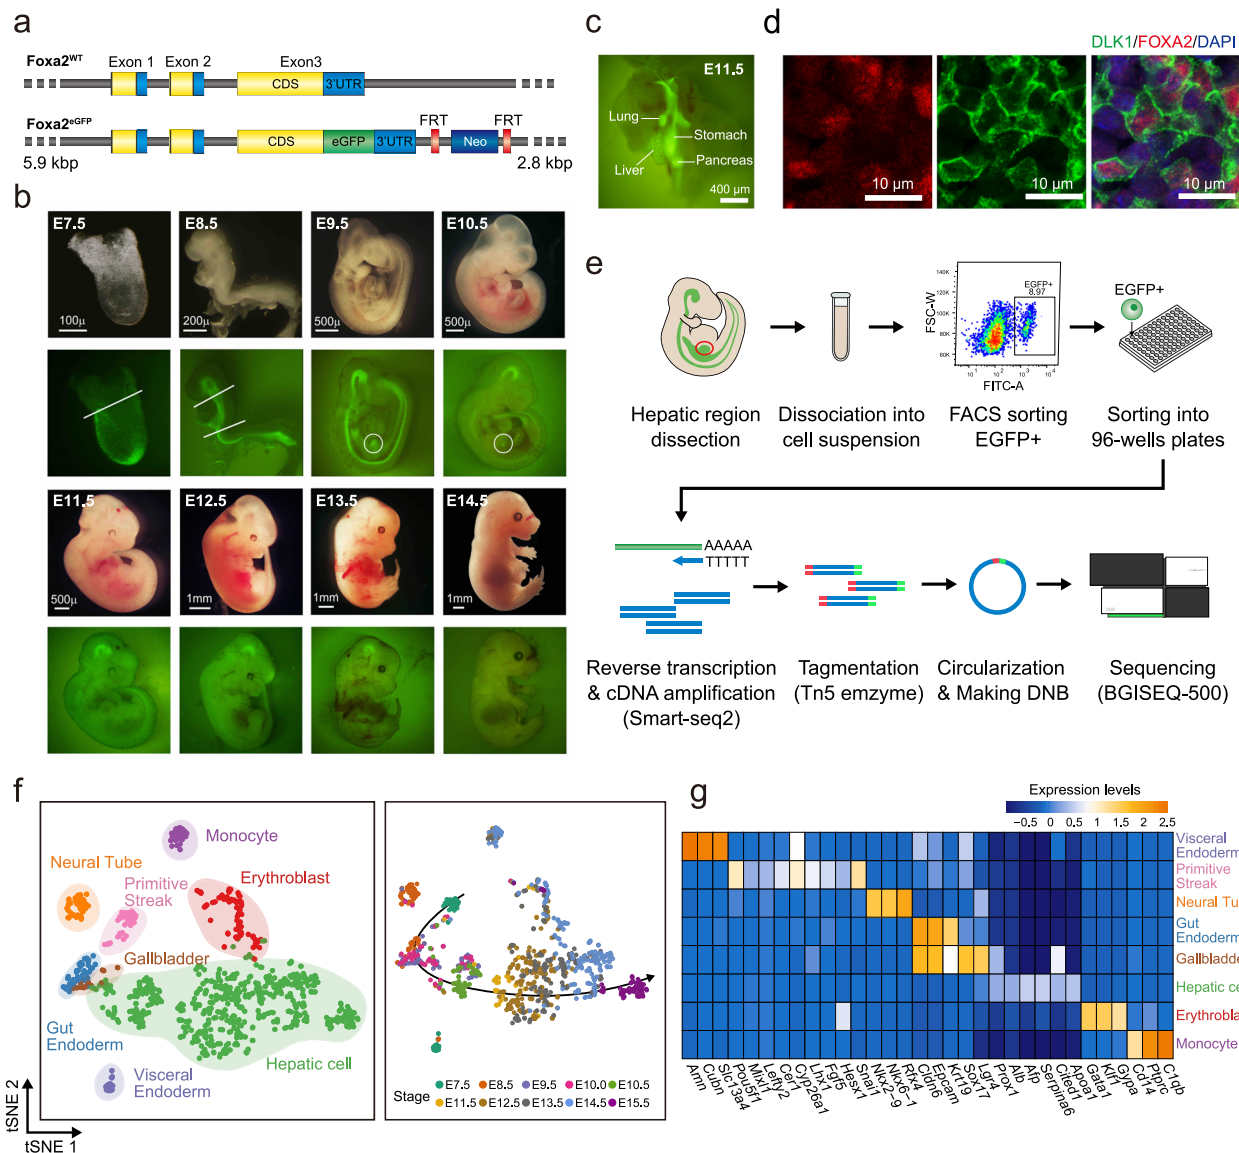 a
Foxa2WT
Exon 1
Exon 2
Exon3
CDS
3'UTR
Foxa2eGFP
FRT
FRT
CDS
eGFP
3'UTR
Neo
5.9 kbp
2.8 kbp
b
E7.5
E8.5
E9.5
E10.5
100μ
200μ
500μ
500μ
E11.5
E12.5
E13.5
E14.5
500μ
1mm
1mm
1mm
c
E11.5
Lung
Stomach
Liver
Pancreas
400 μm
d
DLK1/FOXA2/DAPI
10 μm
10 μm
10 μm
e
140K
120K
100K
80K
60K
FSC-W
EGFP+
8.97
10¹
10²
10³
10⁴
FITC-A
EGFP+
Hepatic region
dissection
Dissociation into
cell suspension
FACS sorting
EGFP+
Sorting into
96-wells plates
AAAAA
TTTTT
Reverse transcription
& cDNA amplification
(Smart-seq2)
Tagmentation
(Tn5 emzyme)
Circularization
& Making DNB
Sequencing
(BGISEQ-500)
f
Monocyte
Neural Tube
Primitive
Streak
Erythroblast
Gallbladder
Gut
Endoderm
Hepatic cell
Visceral
Endoderm
tSNE 2
tSNE 1
Stage
E7.5
E8.5
E9.5
E10.0
E10.5
E11.5
E12.5
E13.5
E14.5
E15.5
g
Expression levels
−0.5
0
0.5
1
1.5
2
2.5
Visceral
Endoderm
Primitive
Streak
Neural Tu
Gut
Endoderm
Gallbladde
Hepatic ce
Erythrobla
Monocyte
Amn
Cubn
Slc13a4
Pou5f1
Mixl1
Lefty2
Cer1
Cyp26a1
Lhx1
Fgf5
Hesx1
Snai1
Nkx2-9
Nkx6-1
Rfx4
Cldn6
Epcam
Krt19
Sox17
Lgr4
Prox1
Alb
Afp
Serpina6
Cited1
Apoa1
Gata1
Klf1
Gypa
Cd14
Ptprc
C1qb